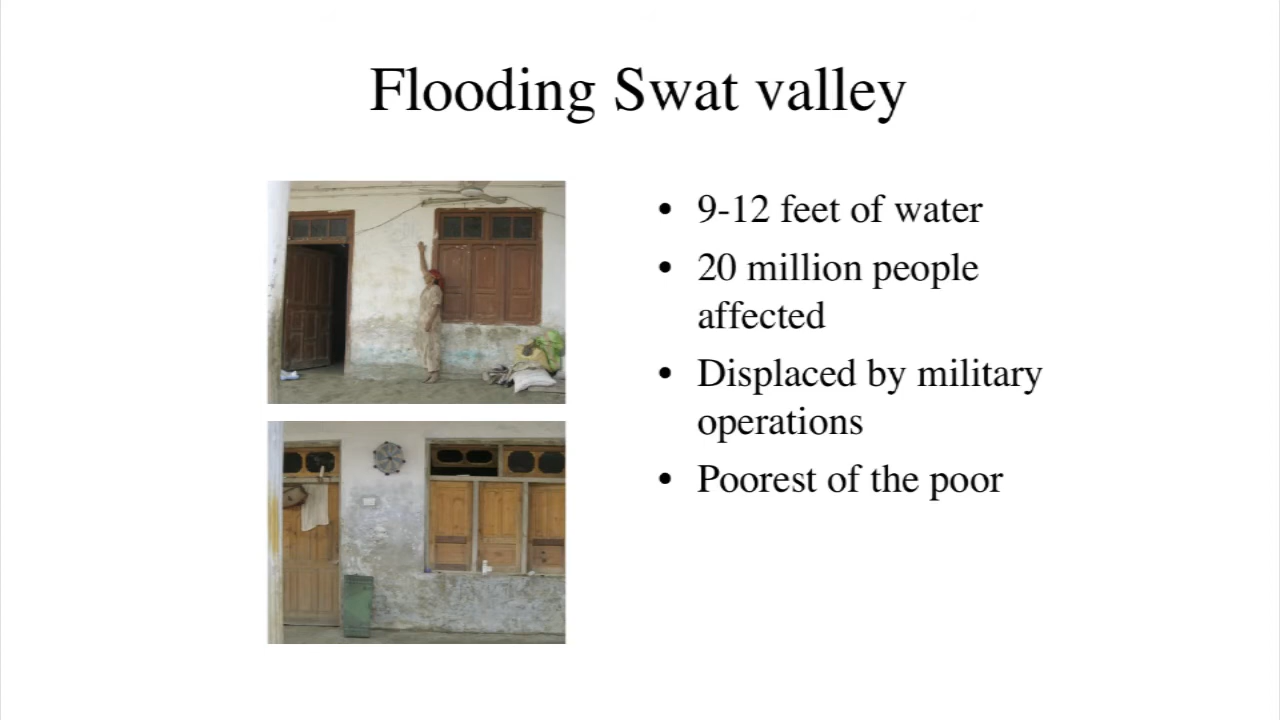 Flooding Swat valley
• 9-12 feet of water
• 20 million people
affected
• Displaced by military
operations
• Poorest of the poor